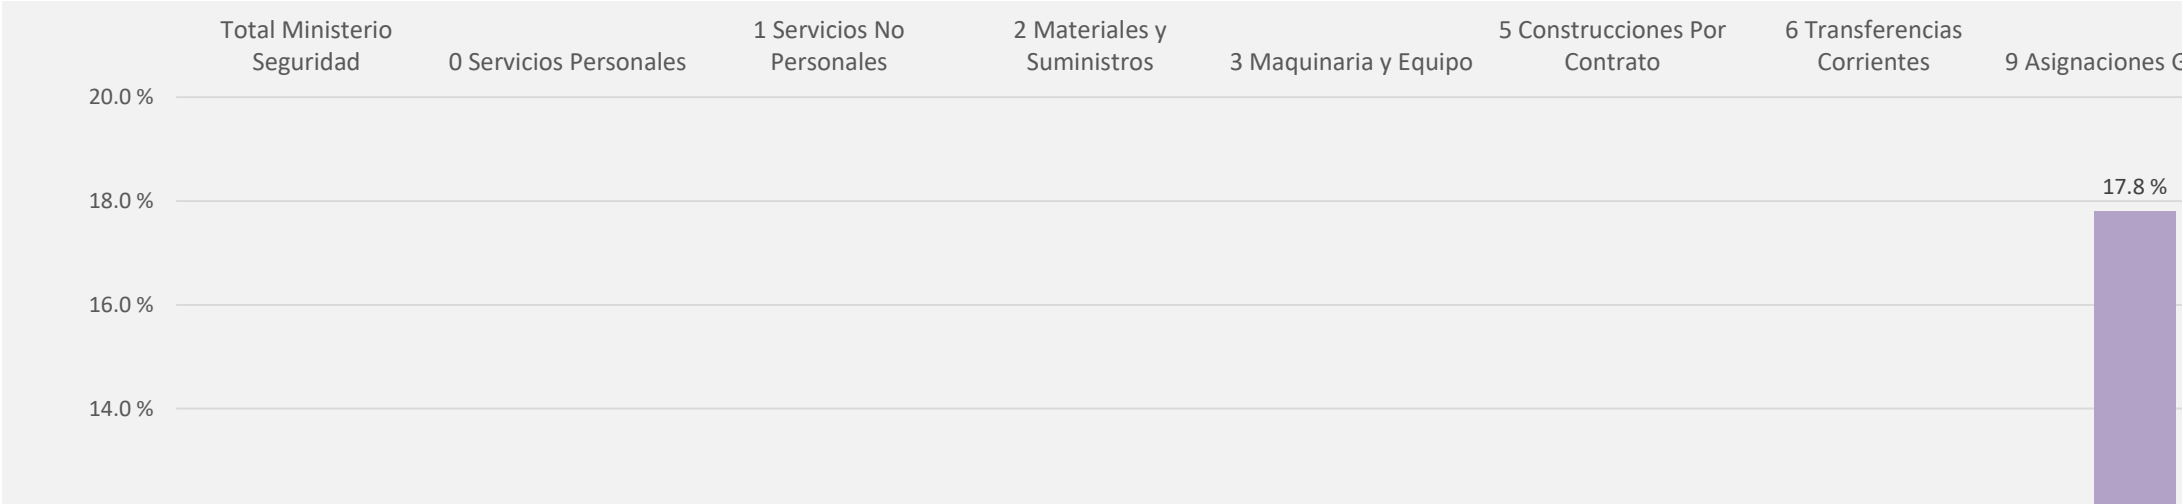 Total Ministerio
Seguridad
0 Servicios Personales
1 Servicios No
Personales
2 Materiales y
Suministros
3 Maquinaria y Equipo
5 Construcciones Por
Contrato
6 Transferencias
Corrientes
9 Asignaciones
20.0 %
18.0 %
17.8 %
16.0 %
14.0 %